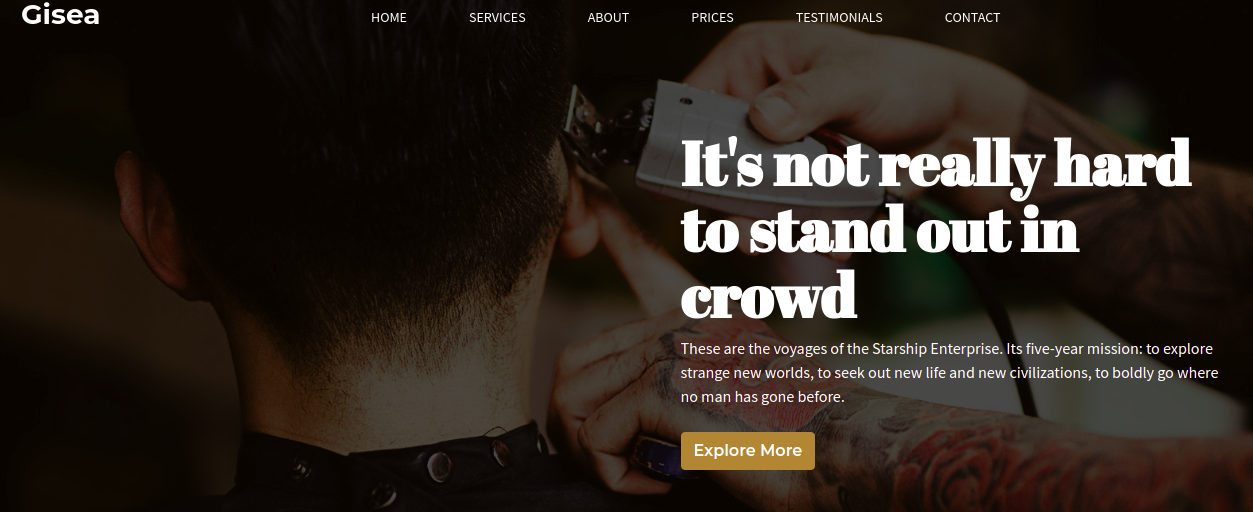 Gisea
HOME SERVICES ABOUT PRICES TESTIMONIALS CONTACT
It's not really hard
to stand out in
crowd
These are the voyages of the Starship Enterprise. Its five-year mission: to explore
strange new worlds, to seek out new life and new civilizations, to boldly go where
no man has gone before.
Explore More